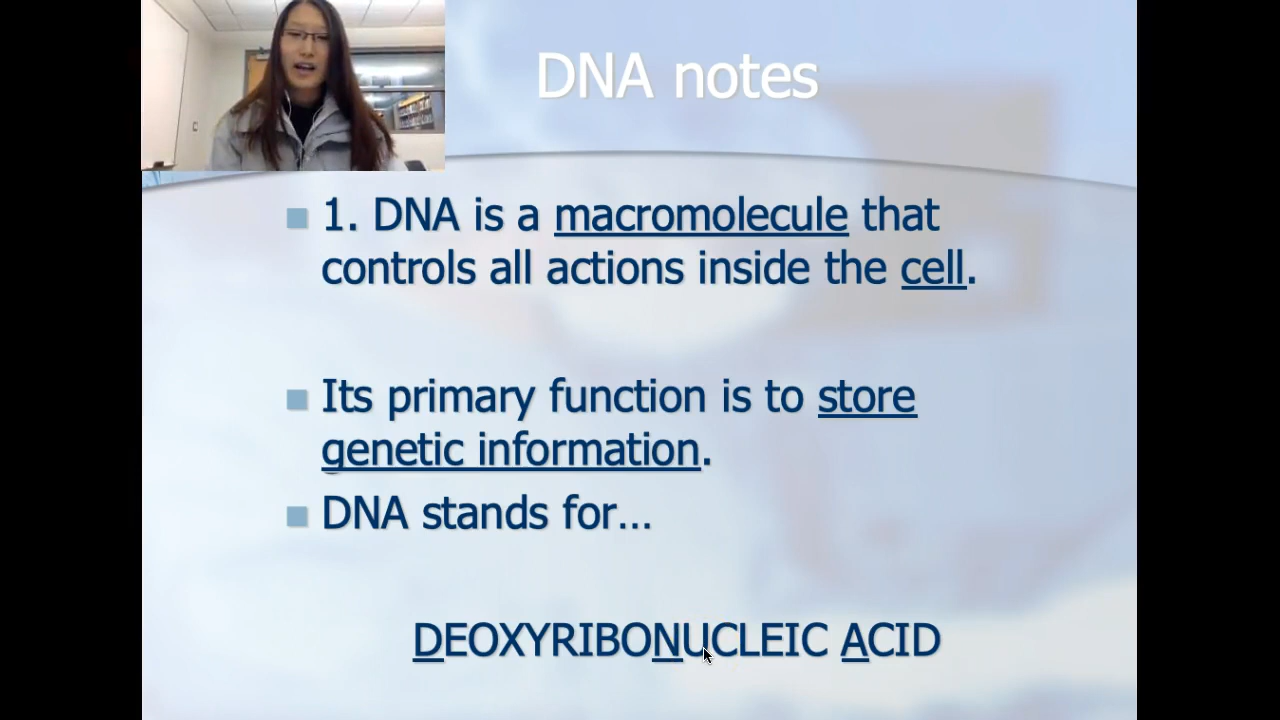 DNA notes
1. DNA is a macromolecule that
controls all actions inside the cell.
Its primary function is to store
genetic information.
DNA stands for…
DEOXYRIBONUCLEIC ACID